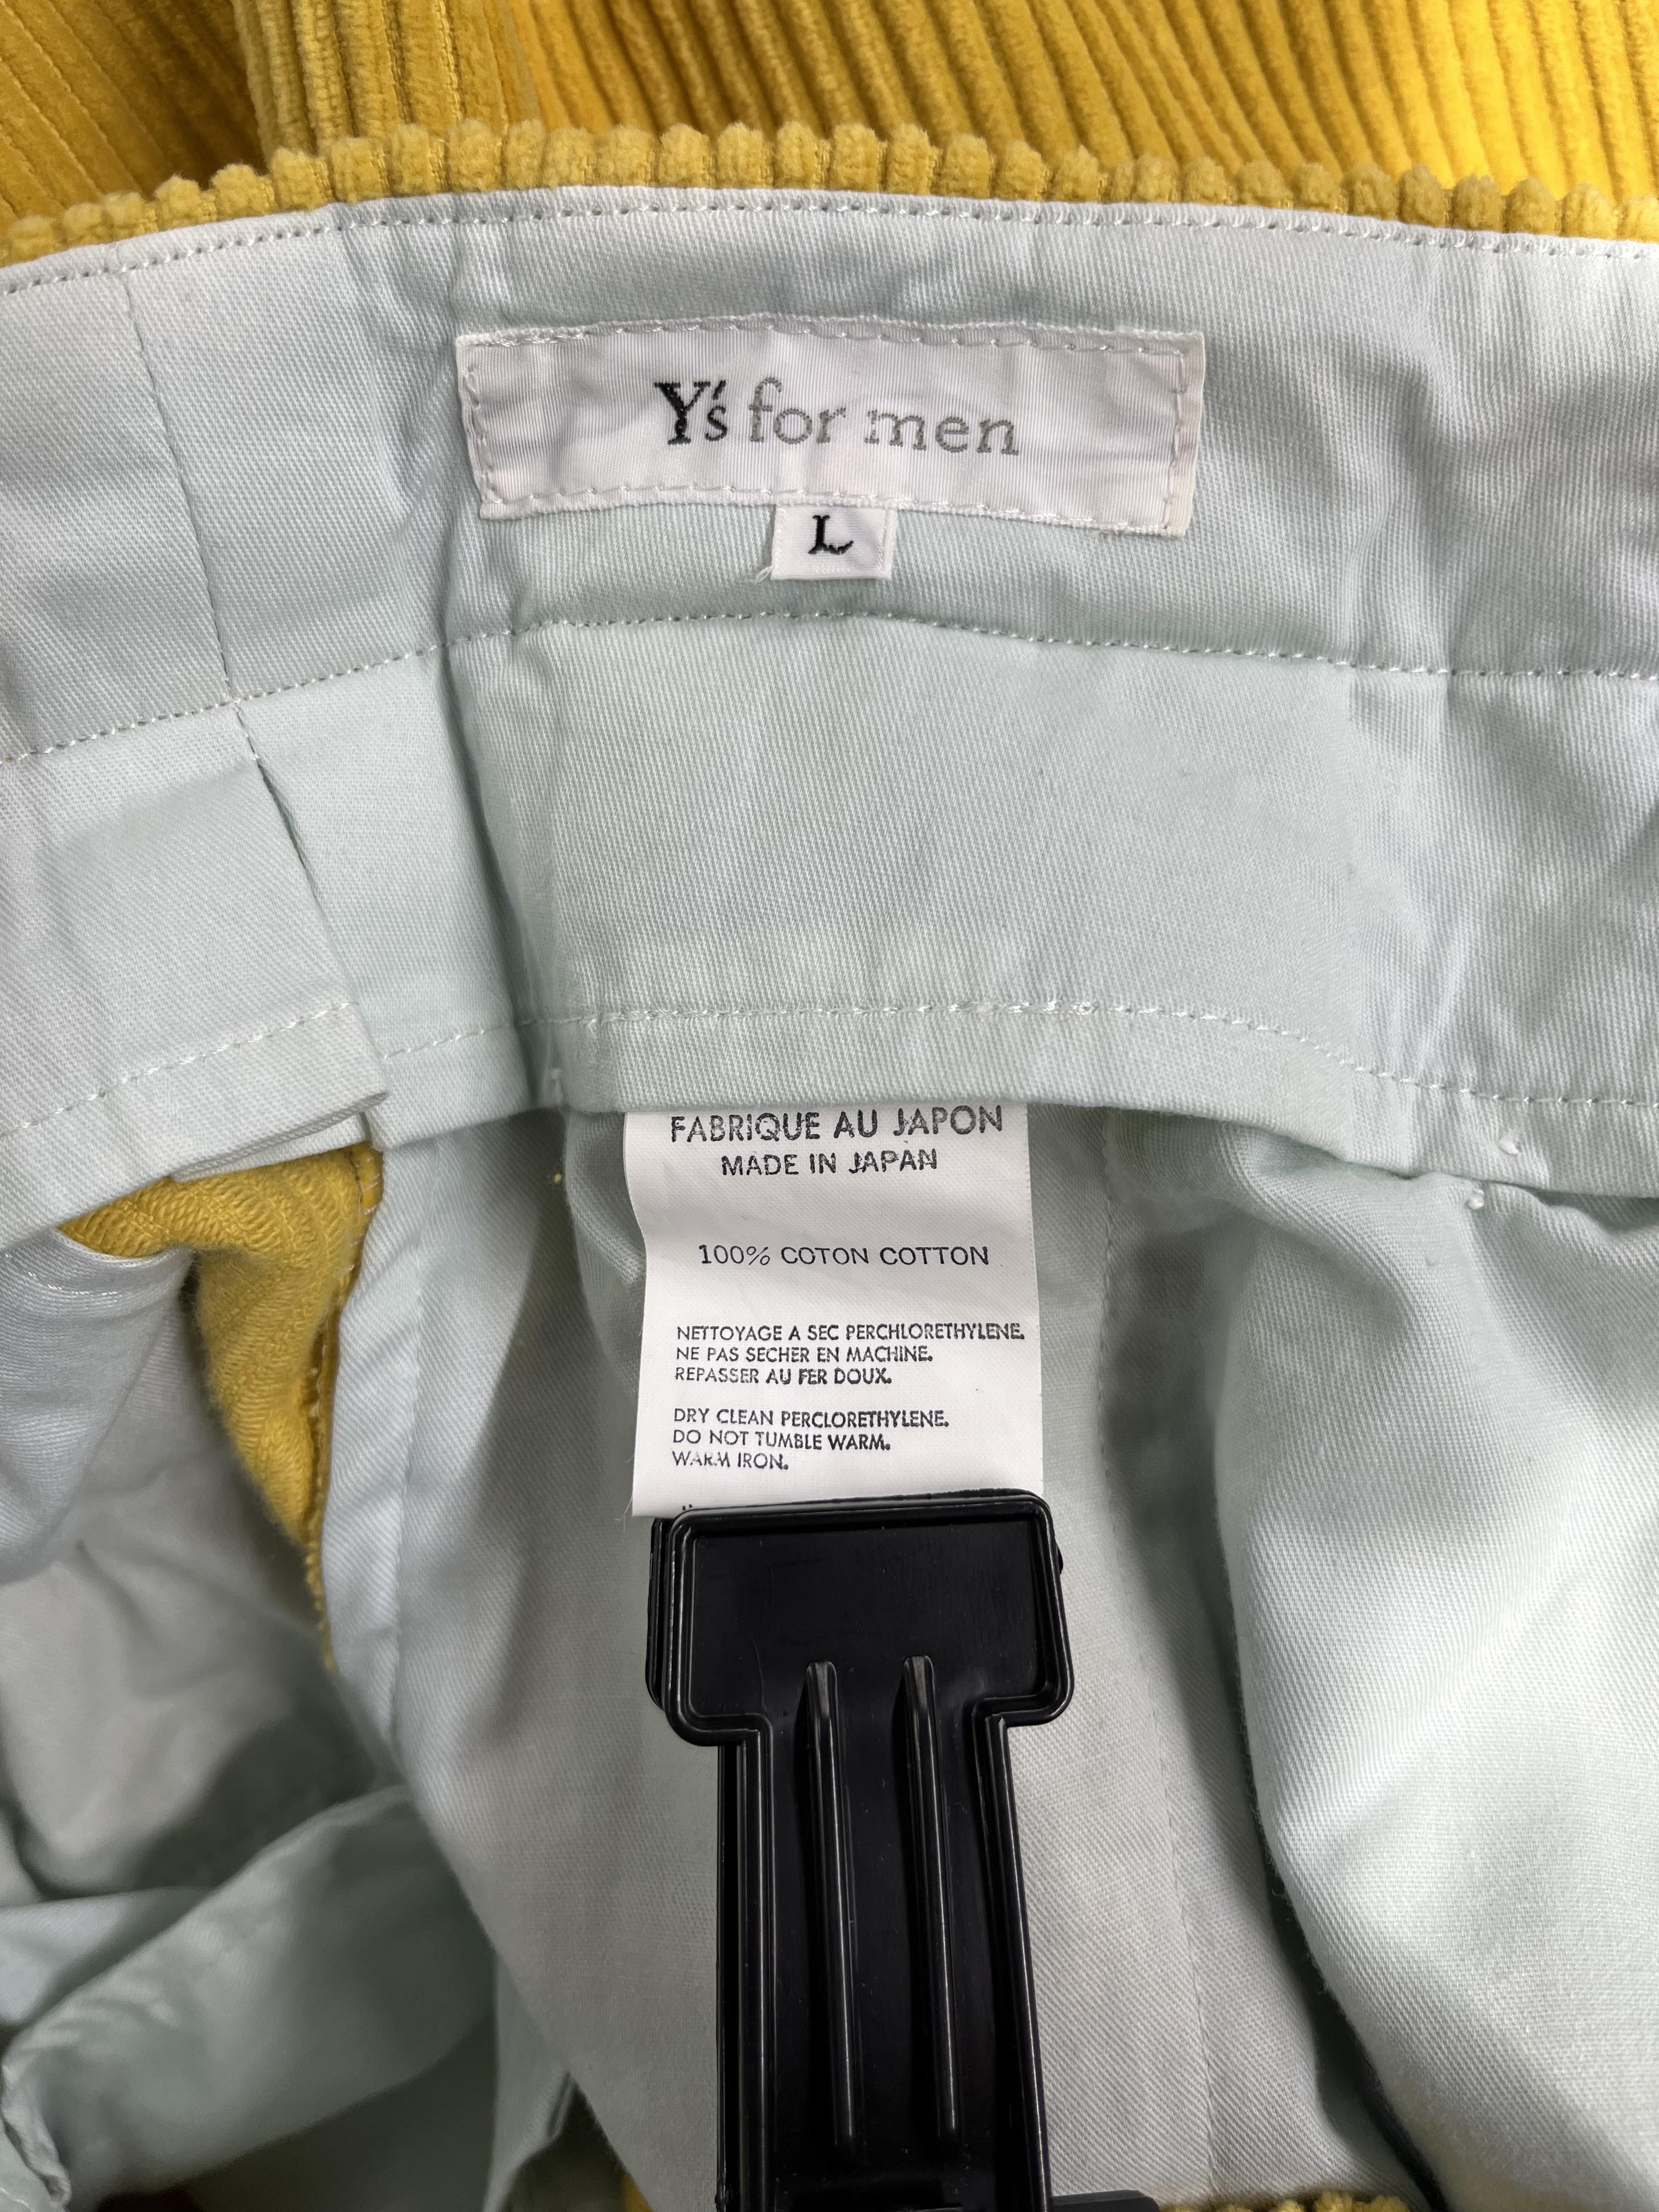 Y's for men
L
FABRIQUE AU JAPON
MADE IN JAPAN
100% COTON COTTON
NETTOYAGE A SEC PERCHLORETHYLENE.
NE PAS SECHER EN MACHINE.
REPASSER AU FER DOUX.
DRY CLEAN PERCLORETHYLENE.
DO NOT TUMBLE WARM.
WARM IRON.